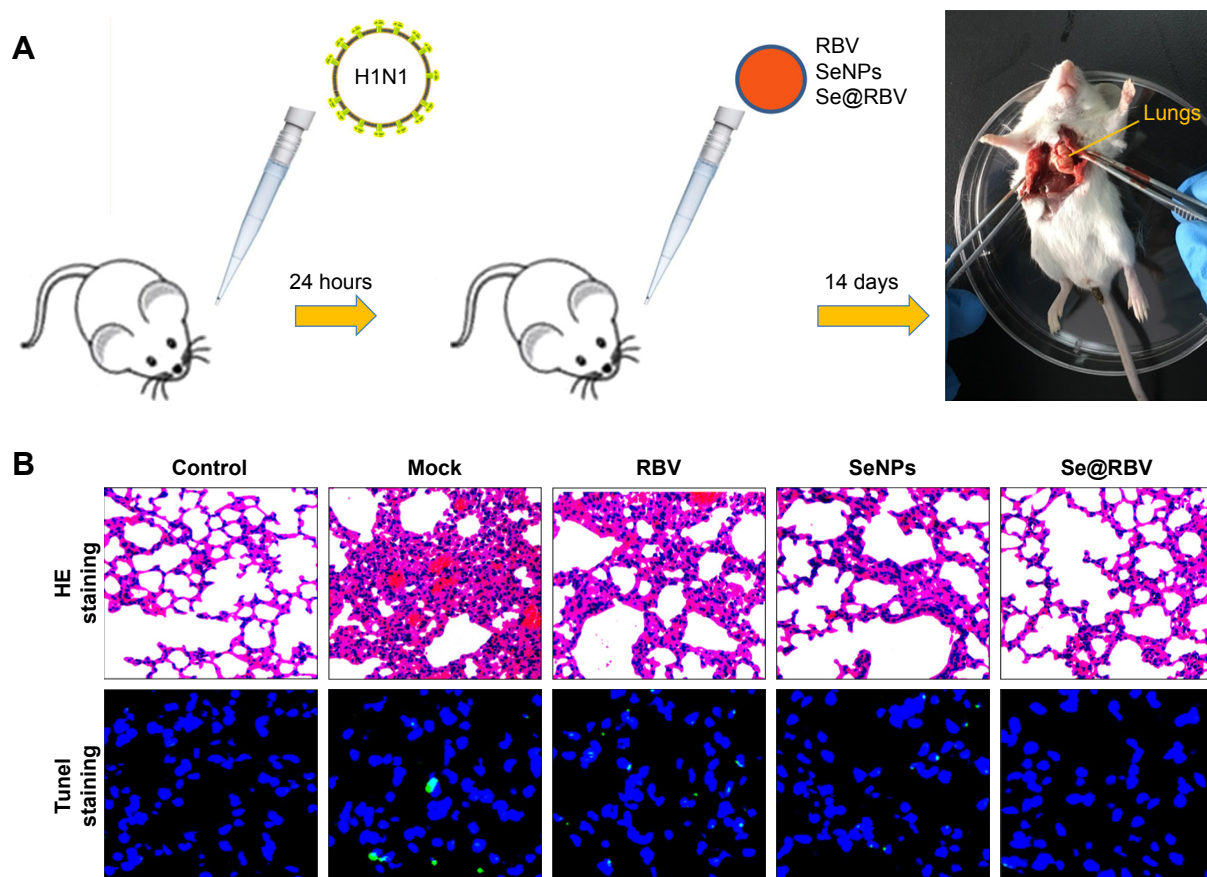 A
H1N1
RBV
SeNPs
Se@RBV
Lungs
24 hours
14 days
B
Control
Mock
RBV
SeNPs
Se@RBV
HE
staining
Tunel
staining